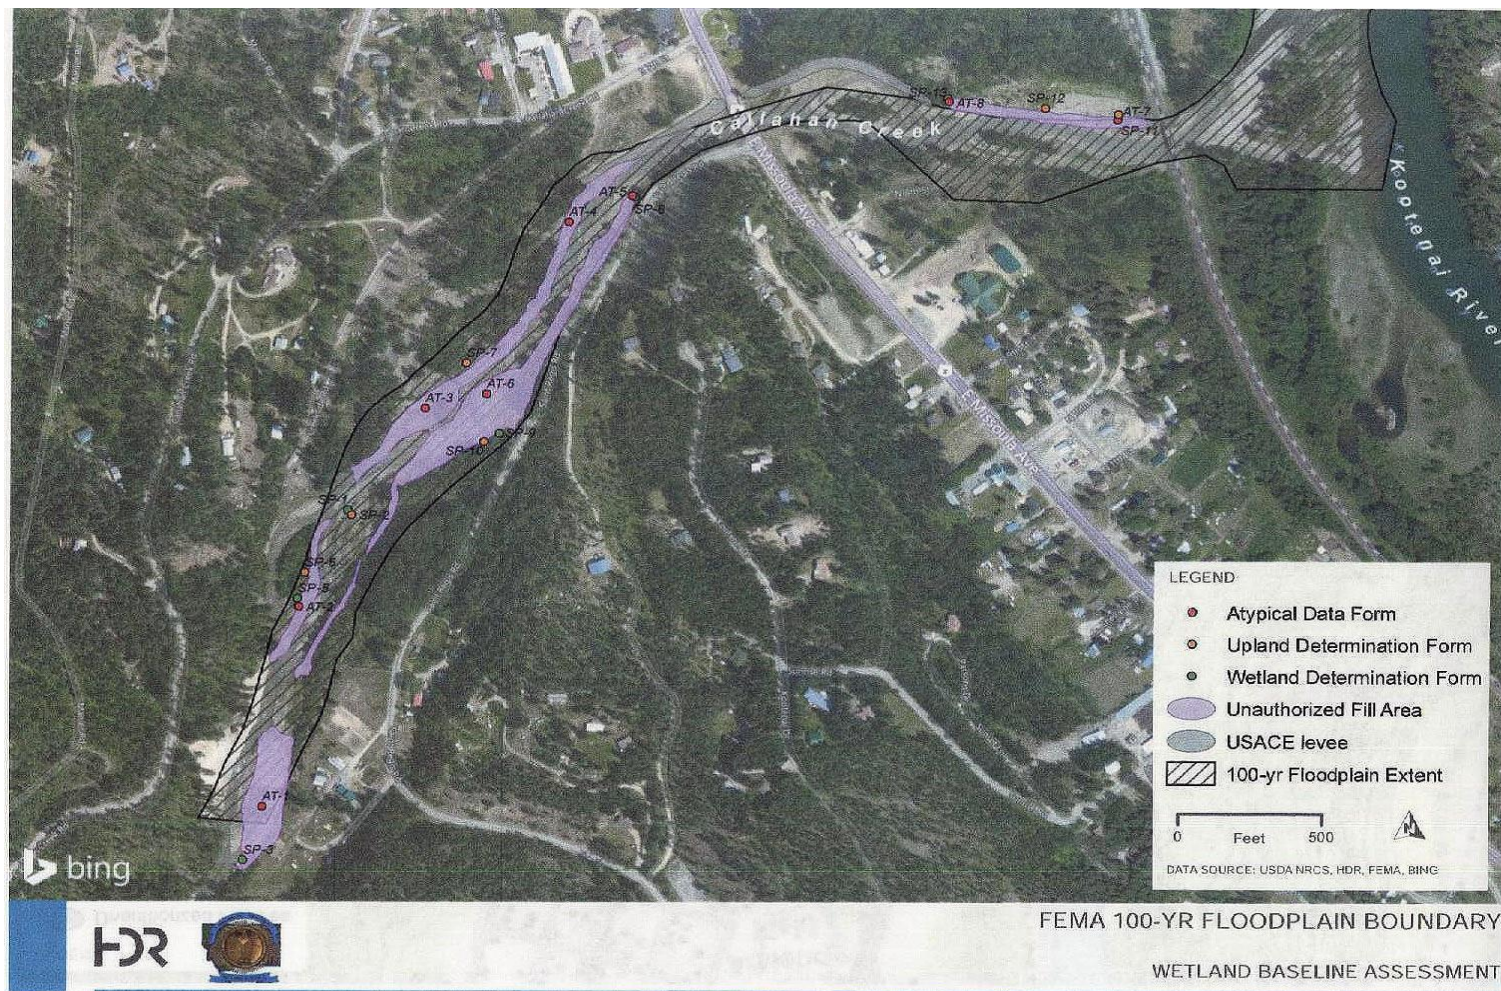 SP-13
AT-8
SP-12
AT-7
SP-11
Callahan Creek
E Missoula Ave
Kootenai River
AT-5
SP-8
AT-4
SP-7
AT-6
AT-3
SP-9
SP-10
E Missoula Ave
SP-1
SP-2
SP-6
SP-5
AT-2
AT-1
SP-3
bing
LEGEND
Atypical Data Form
Upland Determination Form
Wetland Determination Form
Unauthorized Fill Area
USACE levee
100-yr Floodplain Extent
0 Feet 500
N
DATA SOURCE: USDA NRCS, HDR, FEMA, BING
HDR
FEMA 100-YR FLOODPLAIN BOUNDARY
WETLAND BASELINE ASSESSMENT